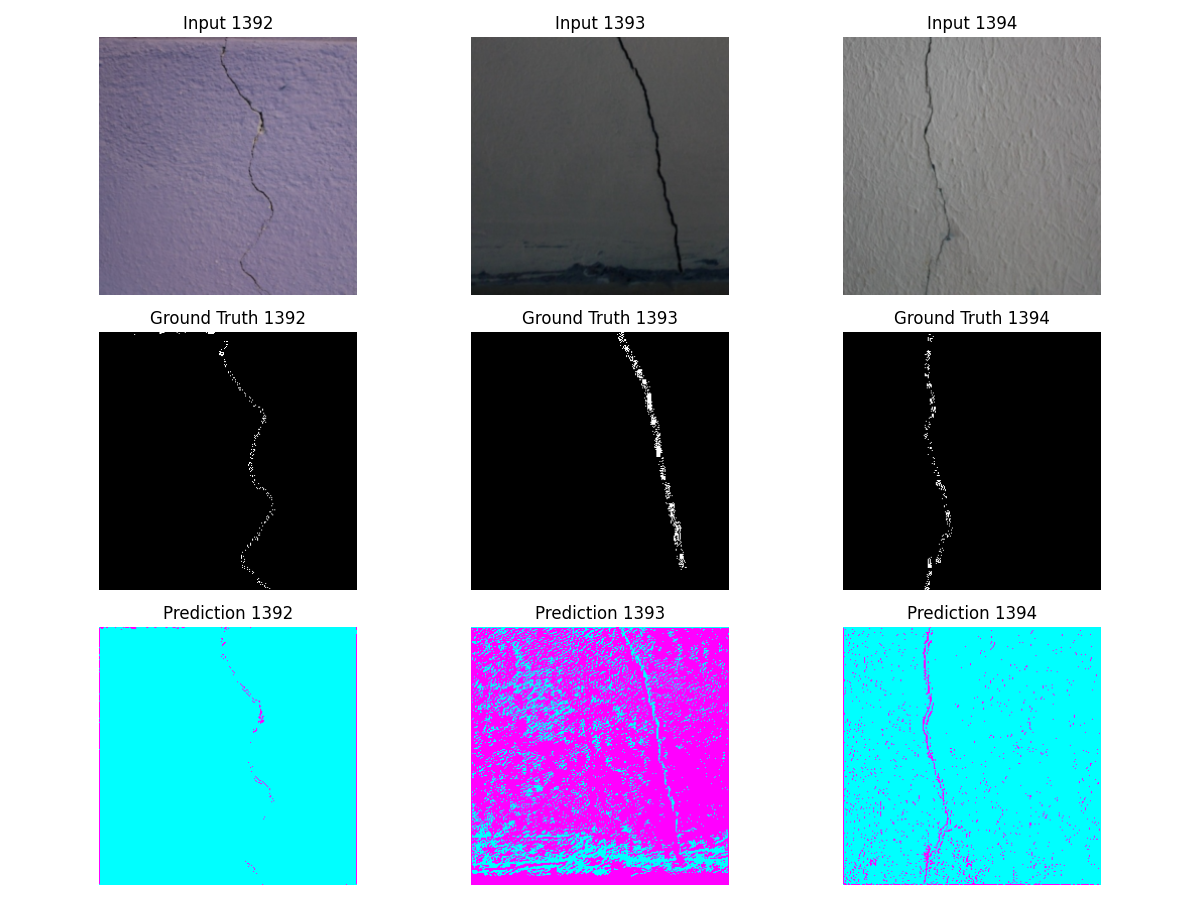 Input 1392
Input 1393
Input 1394
Ground Truth 1392
Ground Truth 1393
Ground Truth 1394
Prediction 1392
Prediction 1393
Prediction 1394